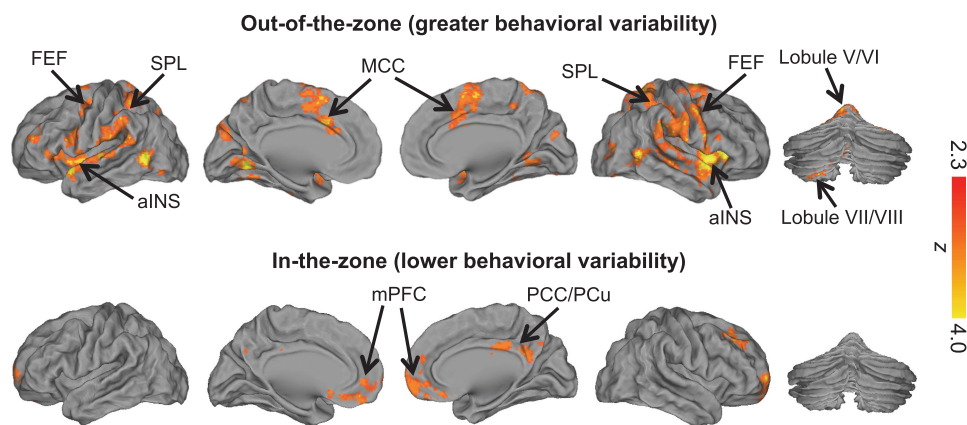 Out-of-the-zone (greater behavioral variability)
FEF
SPL
MCC
SPL
FEF
Lobule V/VI
aINS
aINS
Lobule VII/VIII
2.3
z
4.0
In-the-zone (lower behavioral variability)
mPFC
PCC/PCu